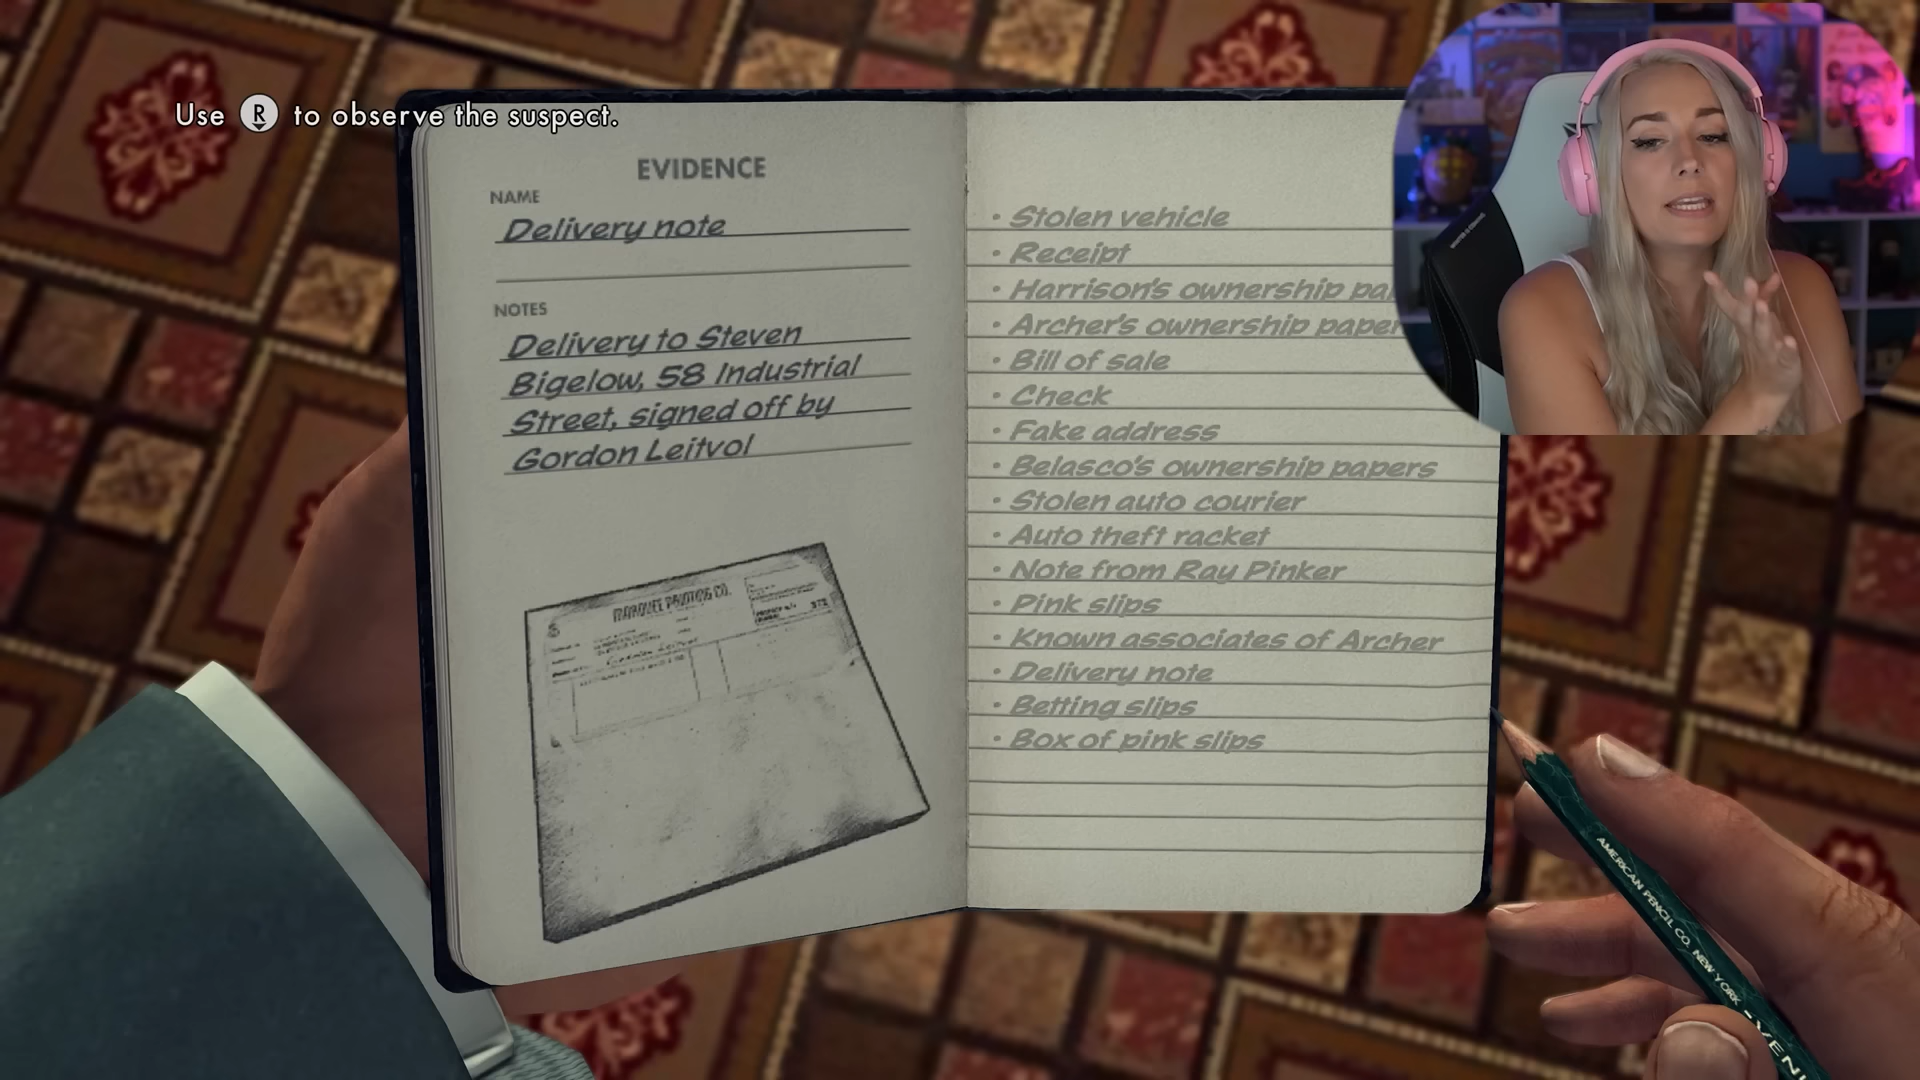 Use R to observe the suspect.
EVIDENCE
NAME
Delivery note
NOTES
Delivery to Steven
Bigelow, 58 Industrial
Street, signed off by
Gordon Leitvol
MARQUEE PRINTING CO.
• Stolen vehicle
• Receipt
• Harrison's ownership pa
• Archer's ownership paper
• Bill of sale
• Check
• Fake address
• Belasco's ownership papers
• Stolen auto courier
• Auto theft racket
• Note from Ray Pinker
• Pink slips
• Known associates of Archer
• Delivery note
• Betting slips
• Box of pink slips
AMERICAN PENCIL CO. NEW YORK